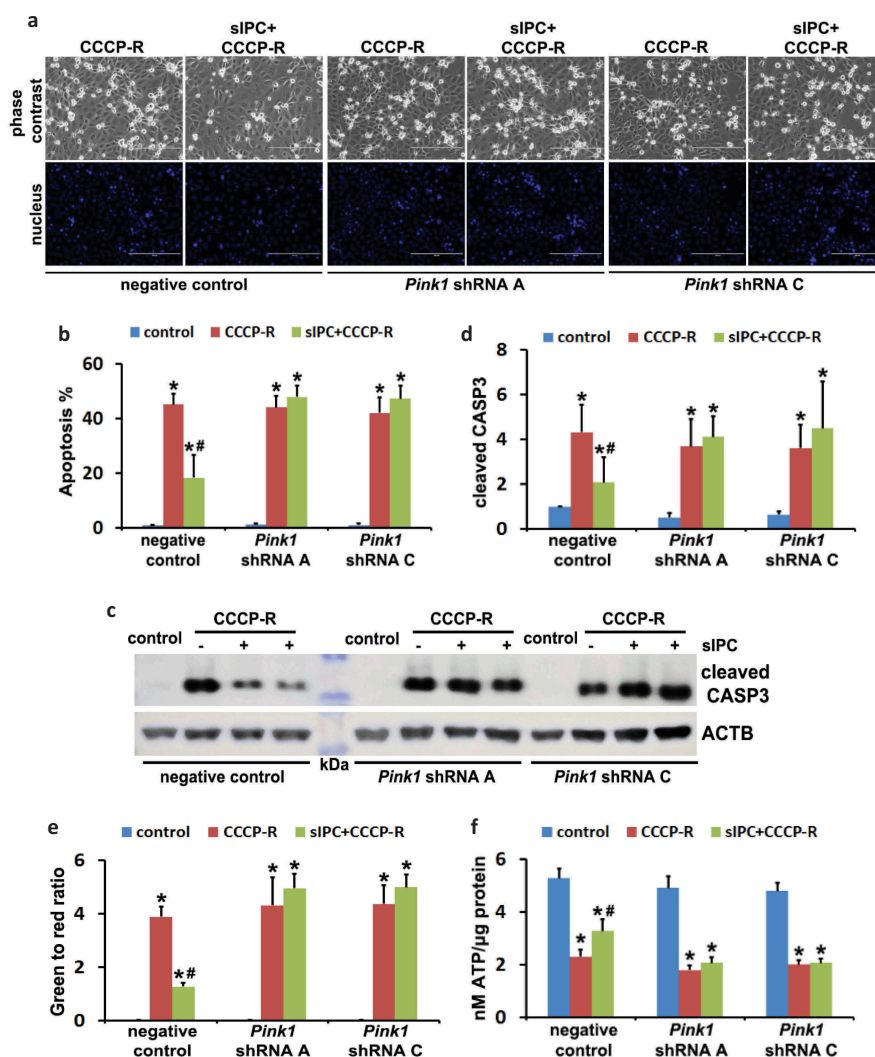 a
CCCP-R
sIPC+
CCCP-R
CCCP-R
sIPC+
CCCP-R
CCCP-R
sIPC+
CCCP-R
phase
contrast
nucleus
negative control
Pink1 shRNA A
Pink1 shRNA C
b
control CCCP-R sIPC+CCCP-R
Apoptosis %
60
40
20
0
* *# * * * *
negative
control
Pink1
shRNA A
Pink1
shRNA C
d
control CCCP-R sIPC+CCCP-R
cleaved CASP3
8
6
4
2
0
* *# * * * *
negative
control
Pink1
shRNA A
Pink1
shRNA C
c
CCCP-R CCCP-R CCCP-R
control control control
- + + - + + - + + sIPC
cleaved
CASP3
ACTB
negative control kDa Pink1 shRNA A Pink1 shRNA C
e
control CCCP-R sIPC+CCCP-R
Green to red ratio
6
4
2
0
* *# * * * *
negative
control
Pink1
shRNA A
Pink1
shRNA C
f
control CCCP-R sIPC+CCCP-R
nM ATP/µg protein
6
4
2
0
* *# * * * *
negative
control
Pink1
shRNA A
Pink1
shRNA C